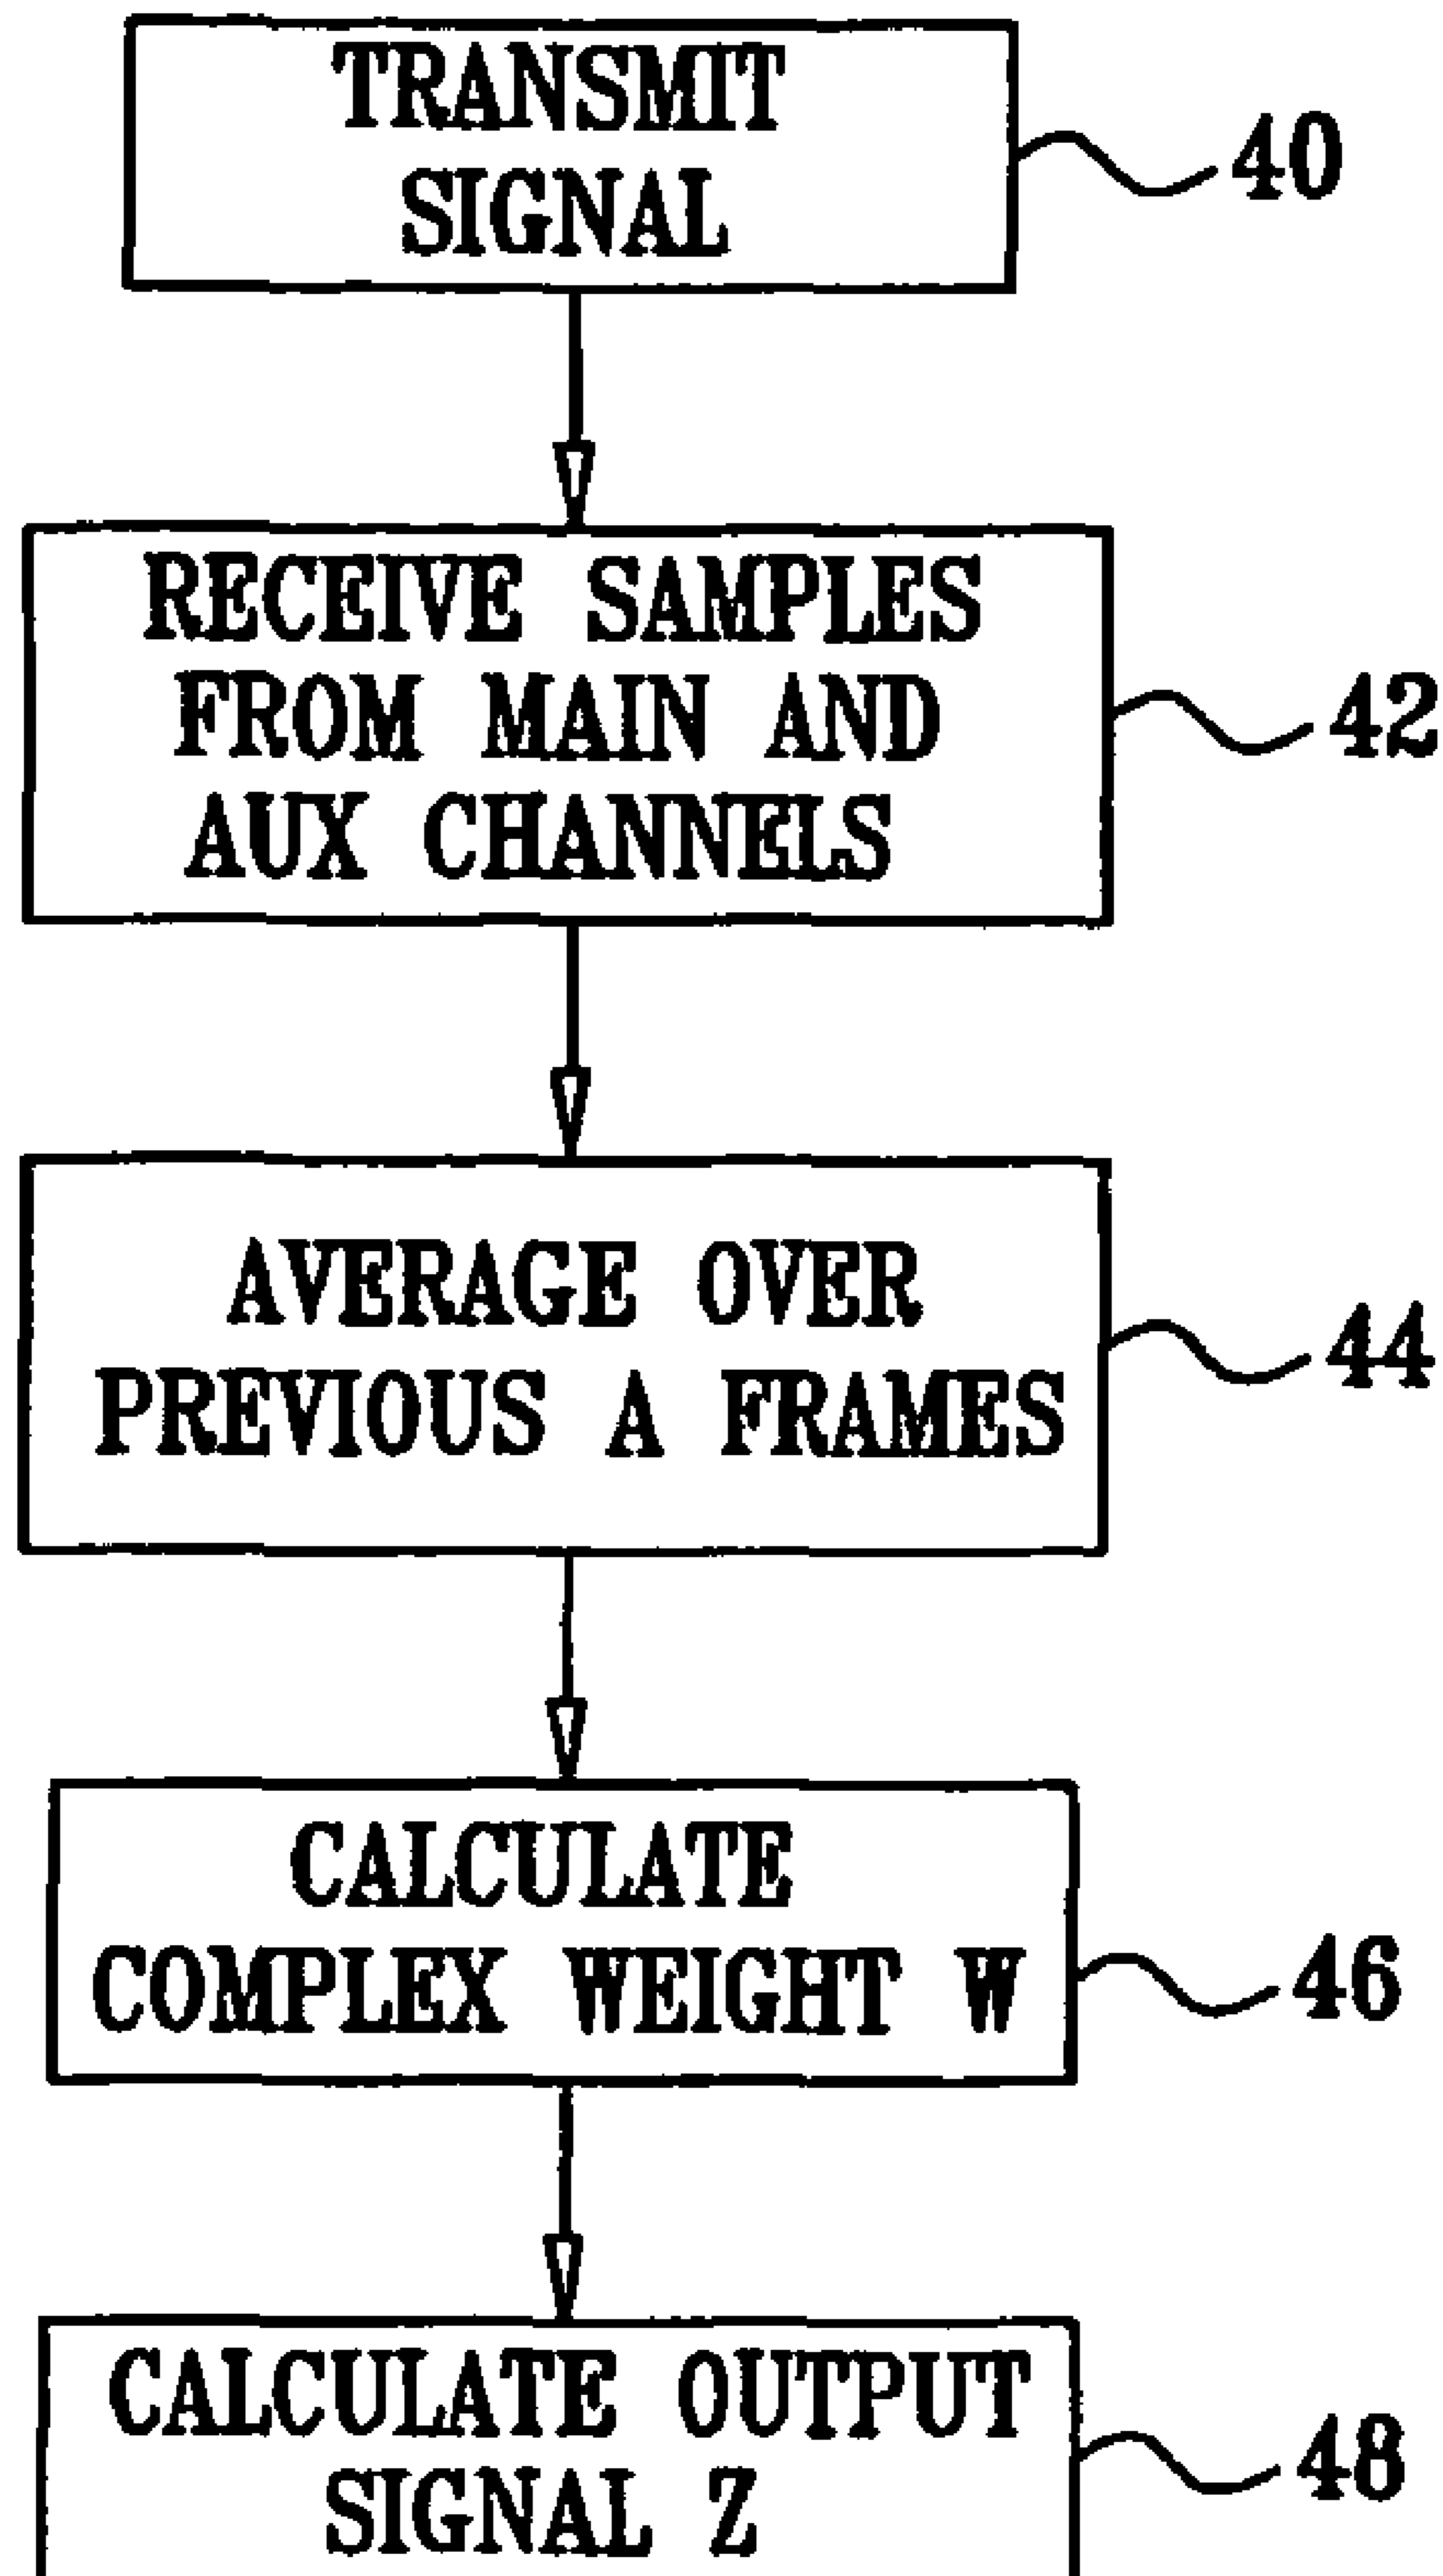 TRANSMIT
SIGNAL
40
RECEIVE SAMPLES
FROM MAIN AND
AUX CHANNELS
42
AVERAGE OVER
PREVIOUS A FRAMES
44
CALCULATE
COMPLEX WEIGHT W
46
CALCULATE OUTPUT
SIGNAL Z
48